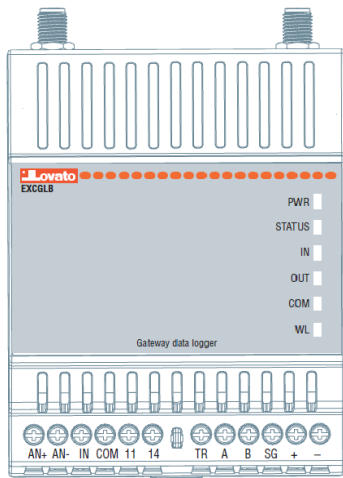 Lovato
EXCGLB
PWR
STATUS
IN
OUT
COM
WL
Gateway data logger
AN+ AN- IN COM 11 14 TR A B SG + −